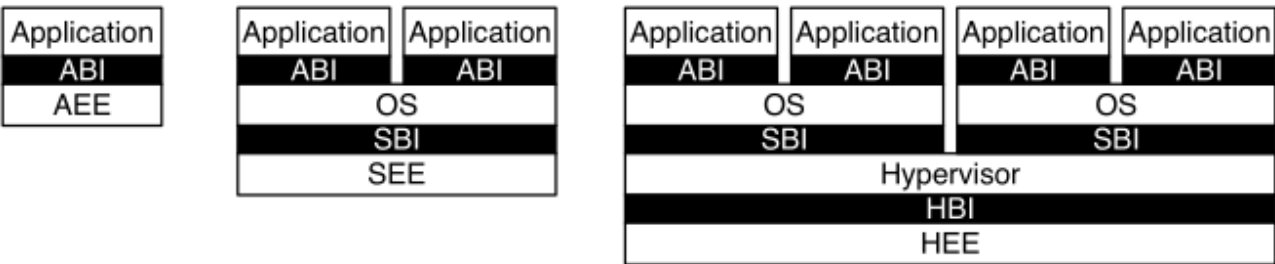 Application
ABI
AEE
Application Application
ABI ABI
OS
SBI
SEE
Application Application Application Application
ABI ABI ABI ABI
OS OS
SBI SBI
Hypervisor
HBI
HEE